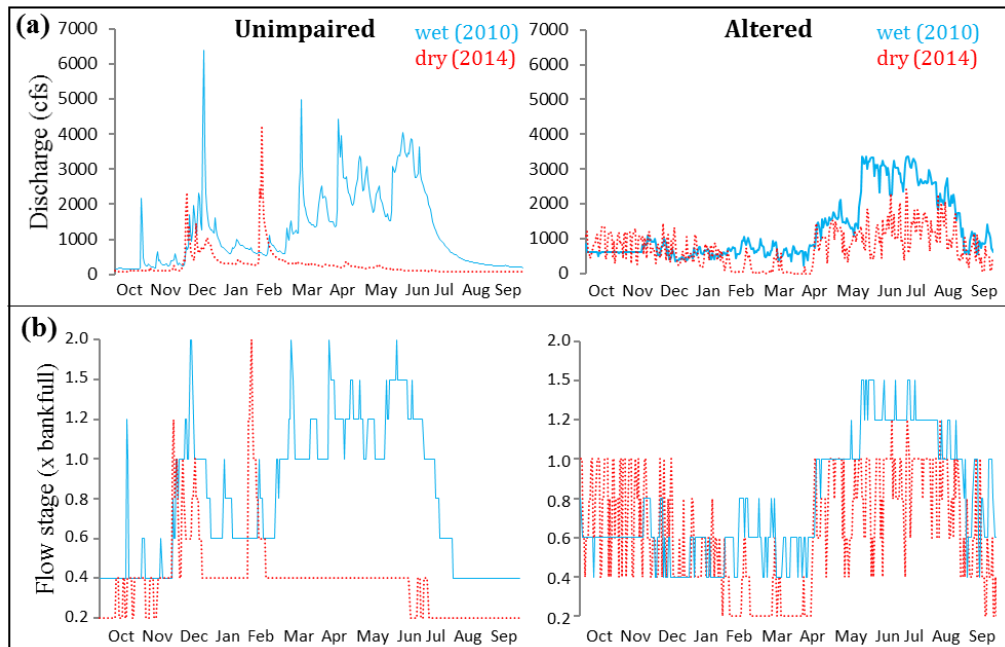 (a)
Unimpaired
wet (2010)
dry (2014)
Discharge (cfs)
7000
6000
5000
4000
3000
2000
1000
0
Oct Nov Dec Jan Feb Mar Apr May Jun Jul Aug Sep
Altered
wet (2010)
dry (2014)
7000
6000
5000
4000
3000
2000
1000
0
Oct Nov Dec Jan Feb Mar Apr May Jun Jul Aug Sep
(b)
Flow stage (x bankfull)
2.0
1.5
1.2
1.0
0.8
0.6
0.4
0.2
Oct Nov Dec Jan Feb Mar Apr May Jun Jul Aug Sep
2.0
1.5
1.2
1.0
0.8
0.6
0.4
0.2
Oct Nov Dec Jan Feb Mar Apr May Jun Jul Aug Sep